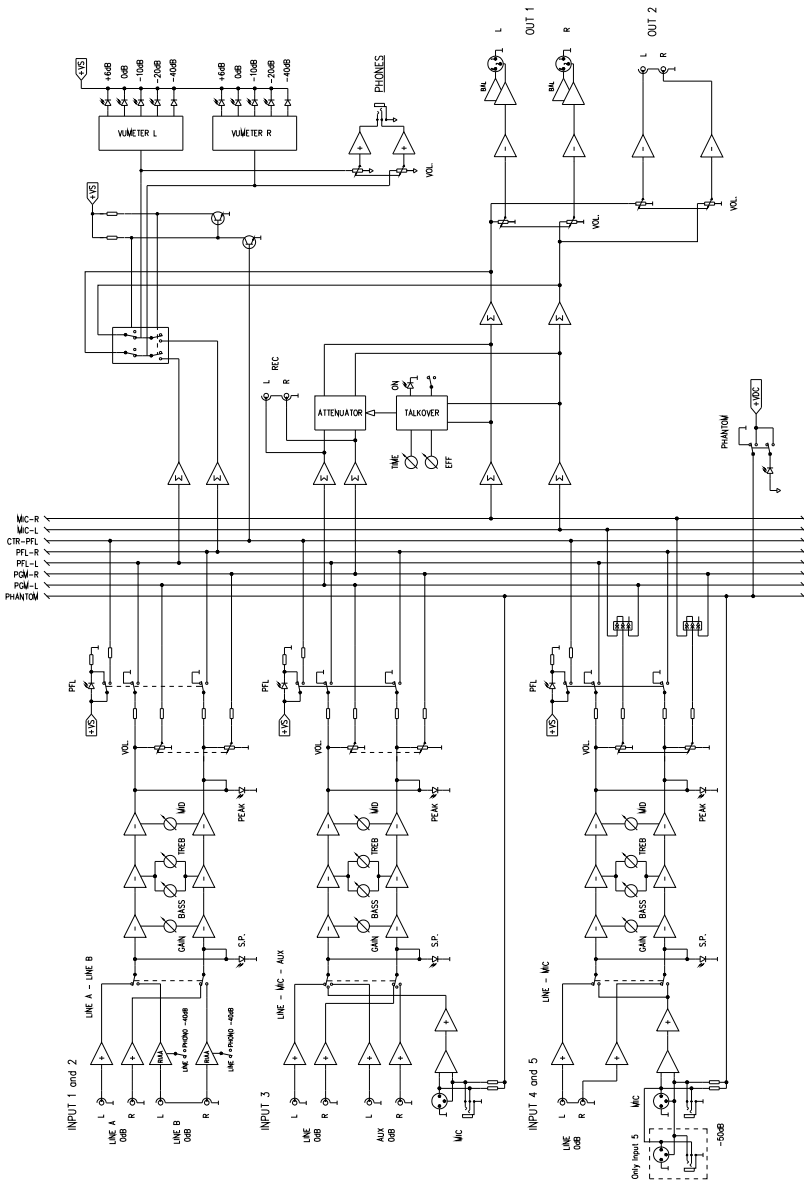 OUT 1
L
R
OUT 2
L
R
BAL
BAL
+VS
+6dB
0dB
-10dB
-20dB
-40dB
+6dB
0dB
-10dB
-20dB
-40dB
VUMETER L
VUMETER R
PHONES
+
+
VOL.
+VS
-
-
-
-
VOL.
VOL.
Σ
Σ
REC
L
R
ATTENUATOR
TALKOVER
ON
TIME
EFF
Σ
Σ
Σ
Σ
Σ
Σ
PHANTOM
+VDC
MIC-R
MIC-L
CTR-PFL
PFL-R
PFL-L
PGM-R
PGM-L
PHANTOM
PFL
+VS
VOL.
PEAK
MID
TREB
BASS
GAIN
S.P.
LINE A - LINE B
INPUT 1 and 2
+
+
RIAA
RIAA
LINE
PHONO -40dB
LINE
PHONO -40dB
L
R
L
R
LINE A
0dB
LINE B
0dB
PFL
+VS
VOL.
PEAK
MID
TREB
BASS
GAIN
S.P.
LINE - MIC - AUX
INPUT 3
+
+
+
+
+
L
R
L
R
LINE
0dB
AUX
0dB
MIC
PFL
+VS
VOL.
PEAK
MID
TREB
BASS
GAIN
S.P.
LINE - MIC
INPUT 4 and 5
+
+
+
L
R
LINE
0dB
MIC
Only Input 5
-50dB